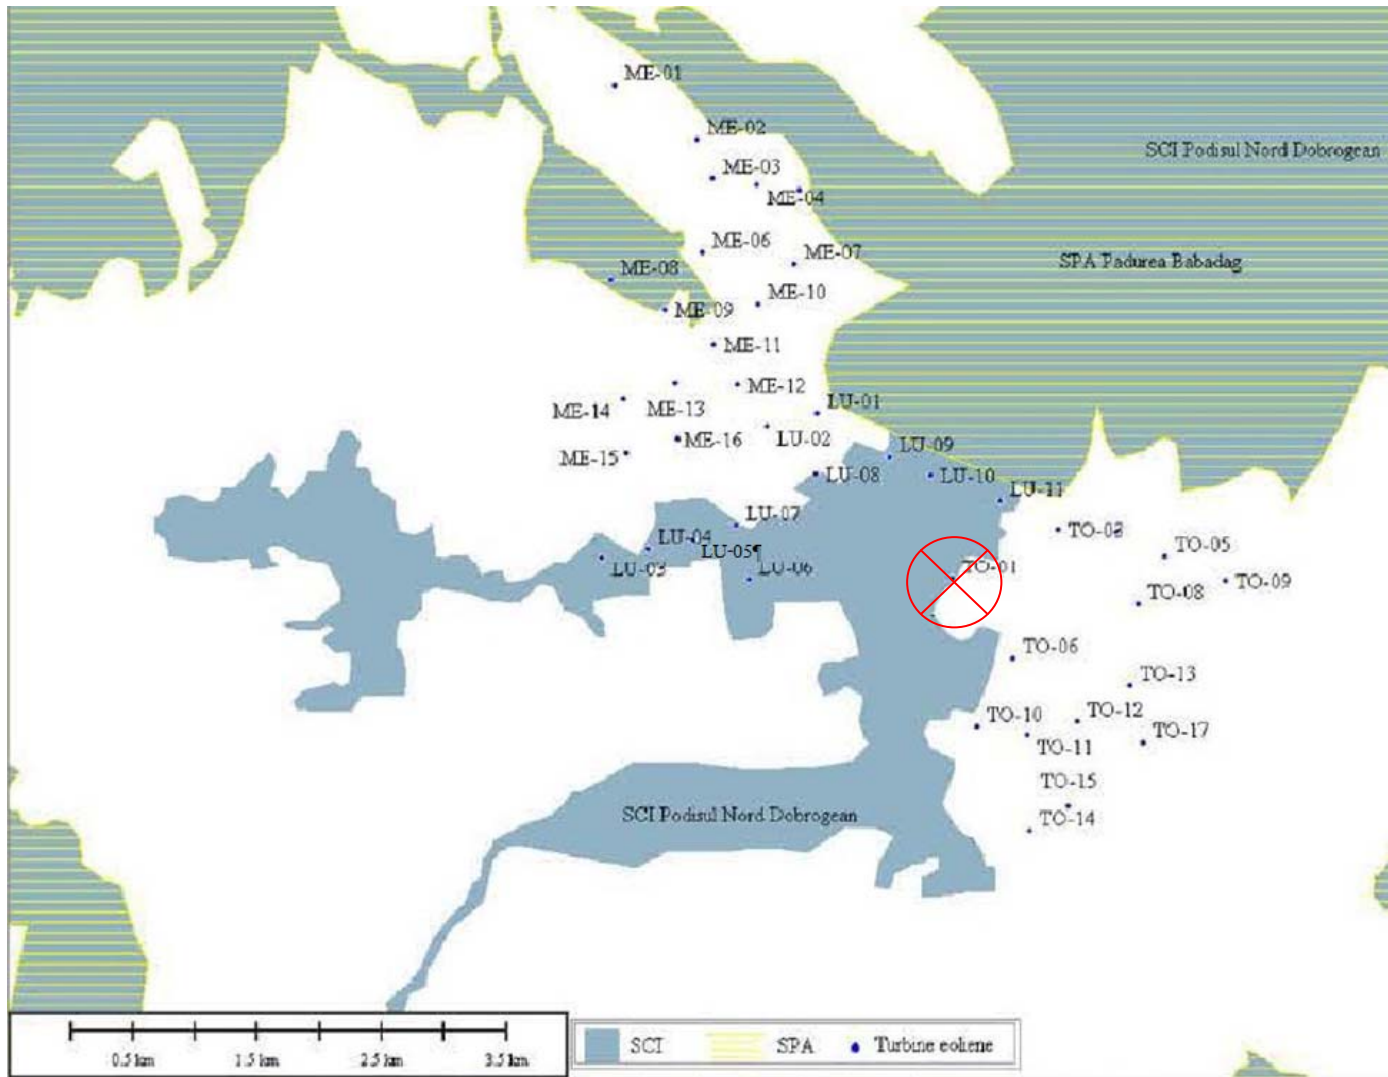 ME-01
ME-02
SCI Podisul Nord Dobrogean
ME-03
ME-04
ME-06
ME-07
SPA Padurea Babadag
ME-08
ME-10
ME-09
ME-11
ME-12
LU-01
ME-14
ME-13
ME-16
LU-02
LU-09
ME-15
LU-08
LU-10
LU-11
LU-07
LU-04
LU-05¶
TO-05
LU-03
LU-06
TO-01
TO-09
TO-08
TO-06
TO-13
TO-10
TO-12
TO-17
TO-11
TO-15
SCI Podisul Nord Dobrogean
TO-14
0.5 km
1.5 km
2.5 km
3.5 km
SCI
SPA
Turbine eoliene